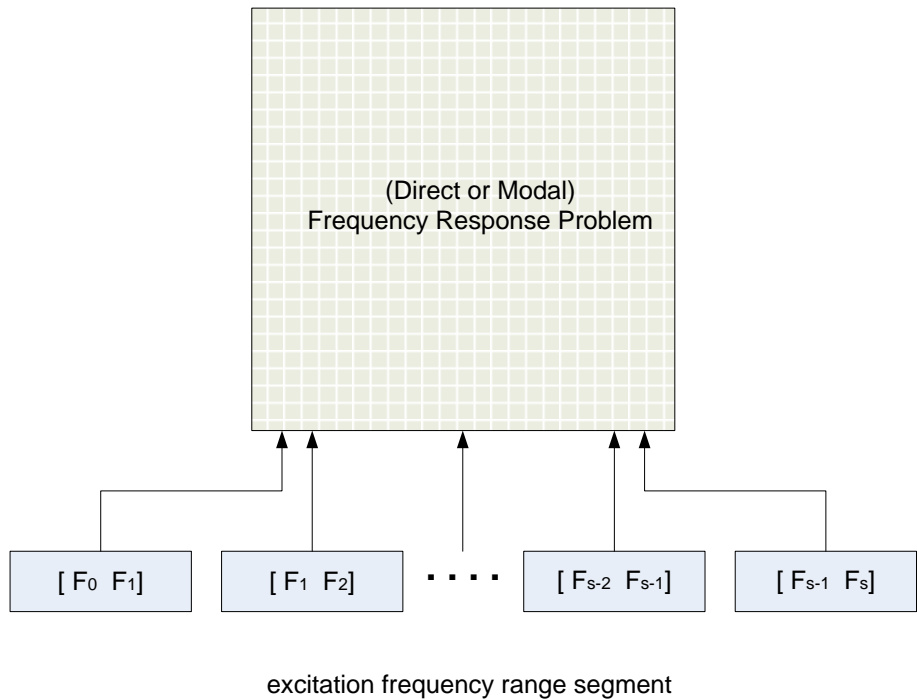 (Direct or Modal)
Frequency Response Problem
[ F₀ F₁]
[ F₁ F₂]
. . . .
[ Fₛ₋₂ Fₛ₋₁]
[ Fₛ₋₁ Fₛ]
excitation frequency range segment